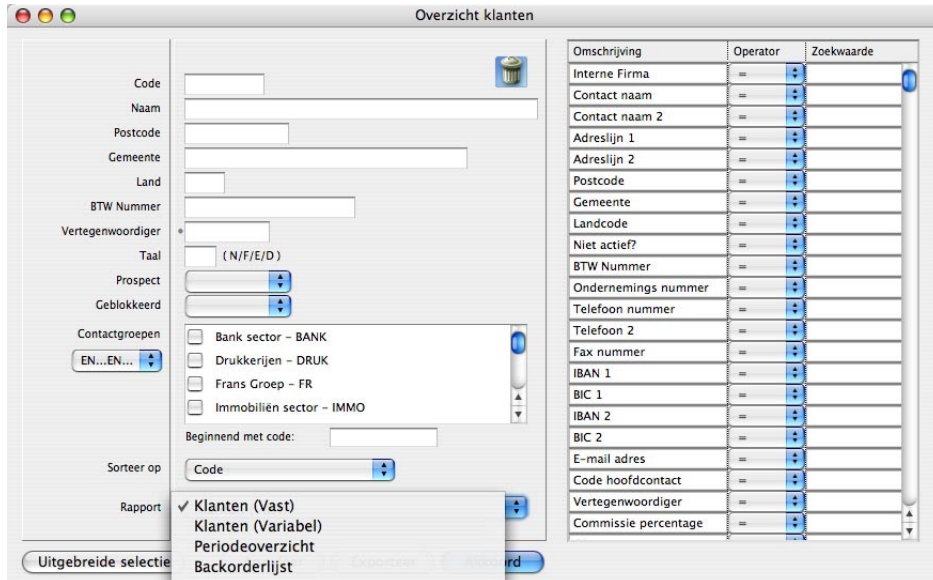 Overzicht klanten
Code
Naam
Postcode
Gemeente
Land
BTW Nummer
Vertegenwoordiger
Taal (N/F/E/D)
Prospect
Geblokkeerd
Contactgroepen
EN...EN...
Bank sector - BANK
Drukkerijen - DRUK
Frans Groep - FR
Immobiliën sector - IMMO
Beginnend met code:
Sorteer op Code
Rapport ✓ Klanten (Vast)
Klanten (Variabel)
Periodeoverzicht
Backorderlijst
Uitgebreide selectie Exporteer Akkoord
Omschrijving Operator Zoekwaarde
Interne Firma =
Contact naam =
Contact naam 2 =
Adreslijn 1 =
Adreslijn 2 =
Postcode =
Gemeente =
Landcode =
Niet actief? =
BTW Nummer =
Ondernemings nummer =
Telefoon nummer =
Telefoon 2 =
Fax nummer =
IBAN 1 =
BIC 1 =
IBAN 2 =
BIC 2 =
E-mail adres =
Code hoofdcontact =
Vertegenwoordiger =
Commissie percentage =